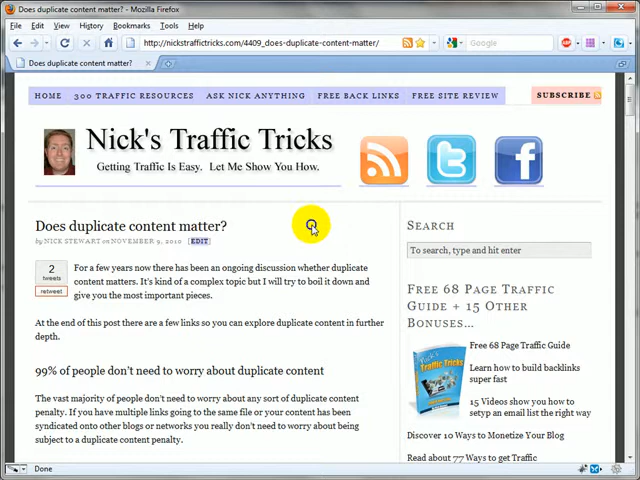 Does duplicate content matter? - Mozilla Firefox
File Edit View History Bookmarks Tools Help
http://nickstraffictricks.com/4409_does-duplicate-content-matter/
Google
Does duplicate content matter?
HOME 300 TRAFFIC RESOURCES ASK NICK ANYTHING FREE BACK LINKS FREE SITE REVIEW SUBSCRIBE
Nick's Traffic Tricks
Getting Traffic Is Easy. Let Me Show You How.
Does duplicate content matter?
by NICK STEWART on NOVEMBER 9, 2010 [EDIT]
2
tweets
retweet
For a few years now there has been an ongoing discussion whether duplicate
content matters. It's kind of a complex topic but I will try to boil it down and
give you the most important pieces.
At the end of this post there are a few links so you can explore duplicate content in further
depth.
99% of people don't need to worry about duplicate content
The vast majority of people don't need to worry about any sort of duplicate content
penalty. If you have multiple links going to the same file or your content has been
syndicated onto other blogs or networks you really don't need to worry about being
subject to a duplicate content penalty.
SEARCH
To search, type and hit enter
FREE 68 PAGE TRAFFIC
GUIDE + 15 OTHER
BONUSES...
Free 68 Page Traffic Guide
Learn how to build backlinks
super fast
15 Videos show you how to
setyp an email list the right way
Discover 10 Ways to Monetize Your Blog
Read about 77 Ways to get Traffic
Done